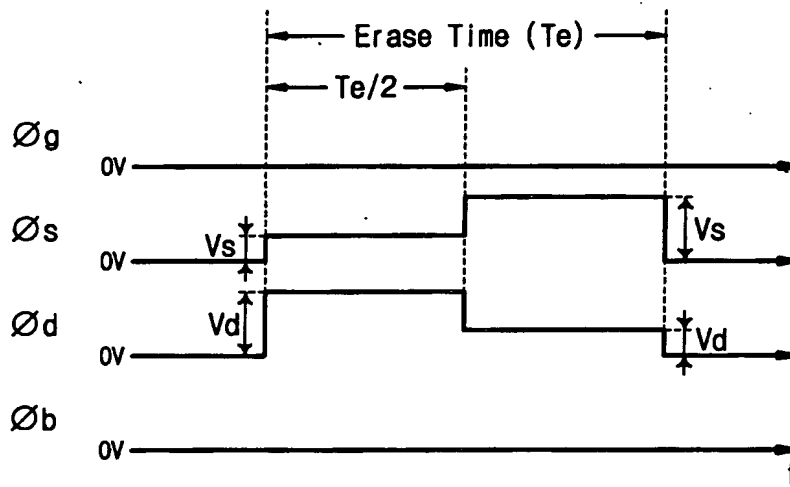 Erase Time (Te)
Te/2
Øg
0V
Øs
Vs
Vs
0V
Vd
Ød
Vd
0V
Øb
0V